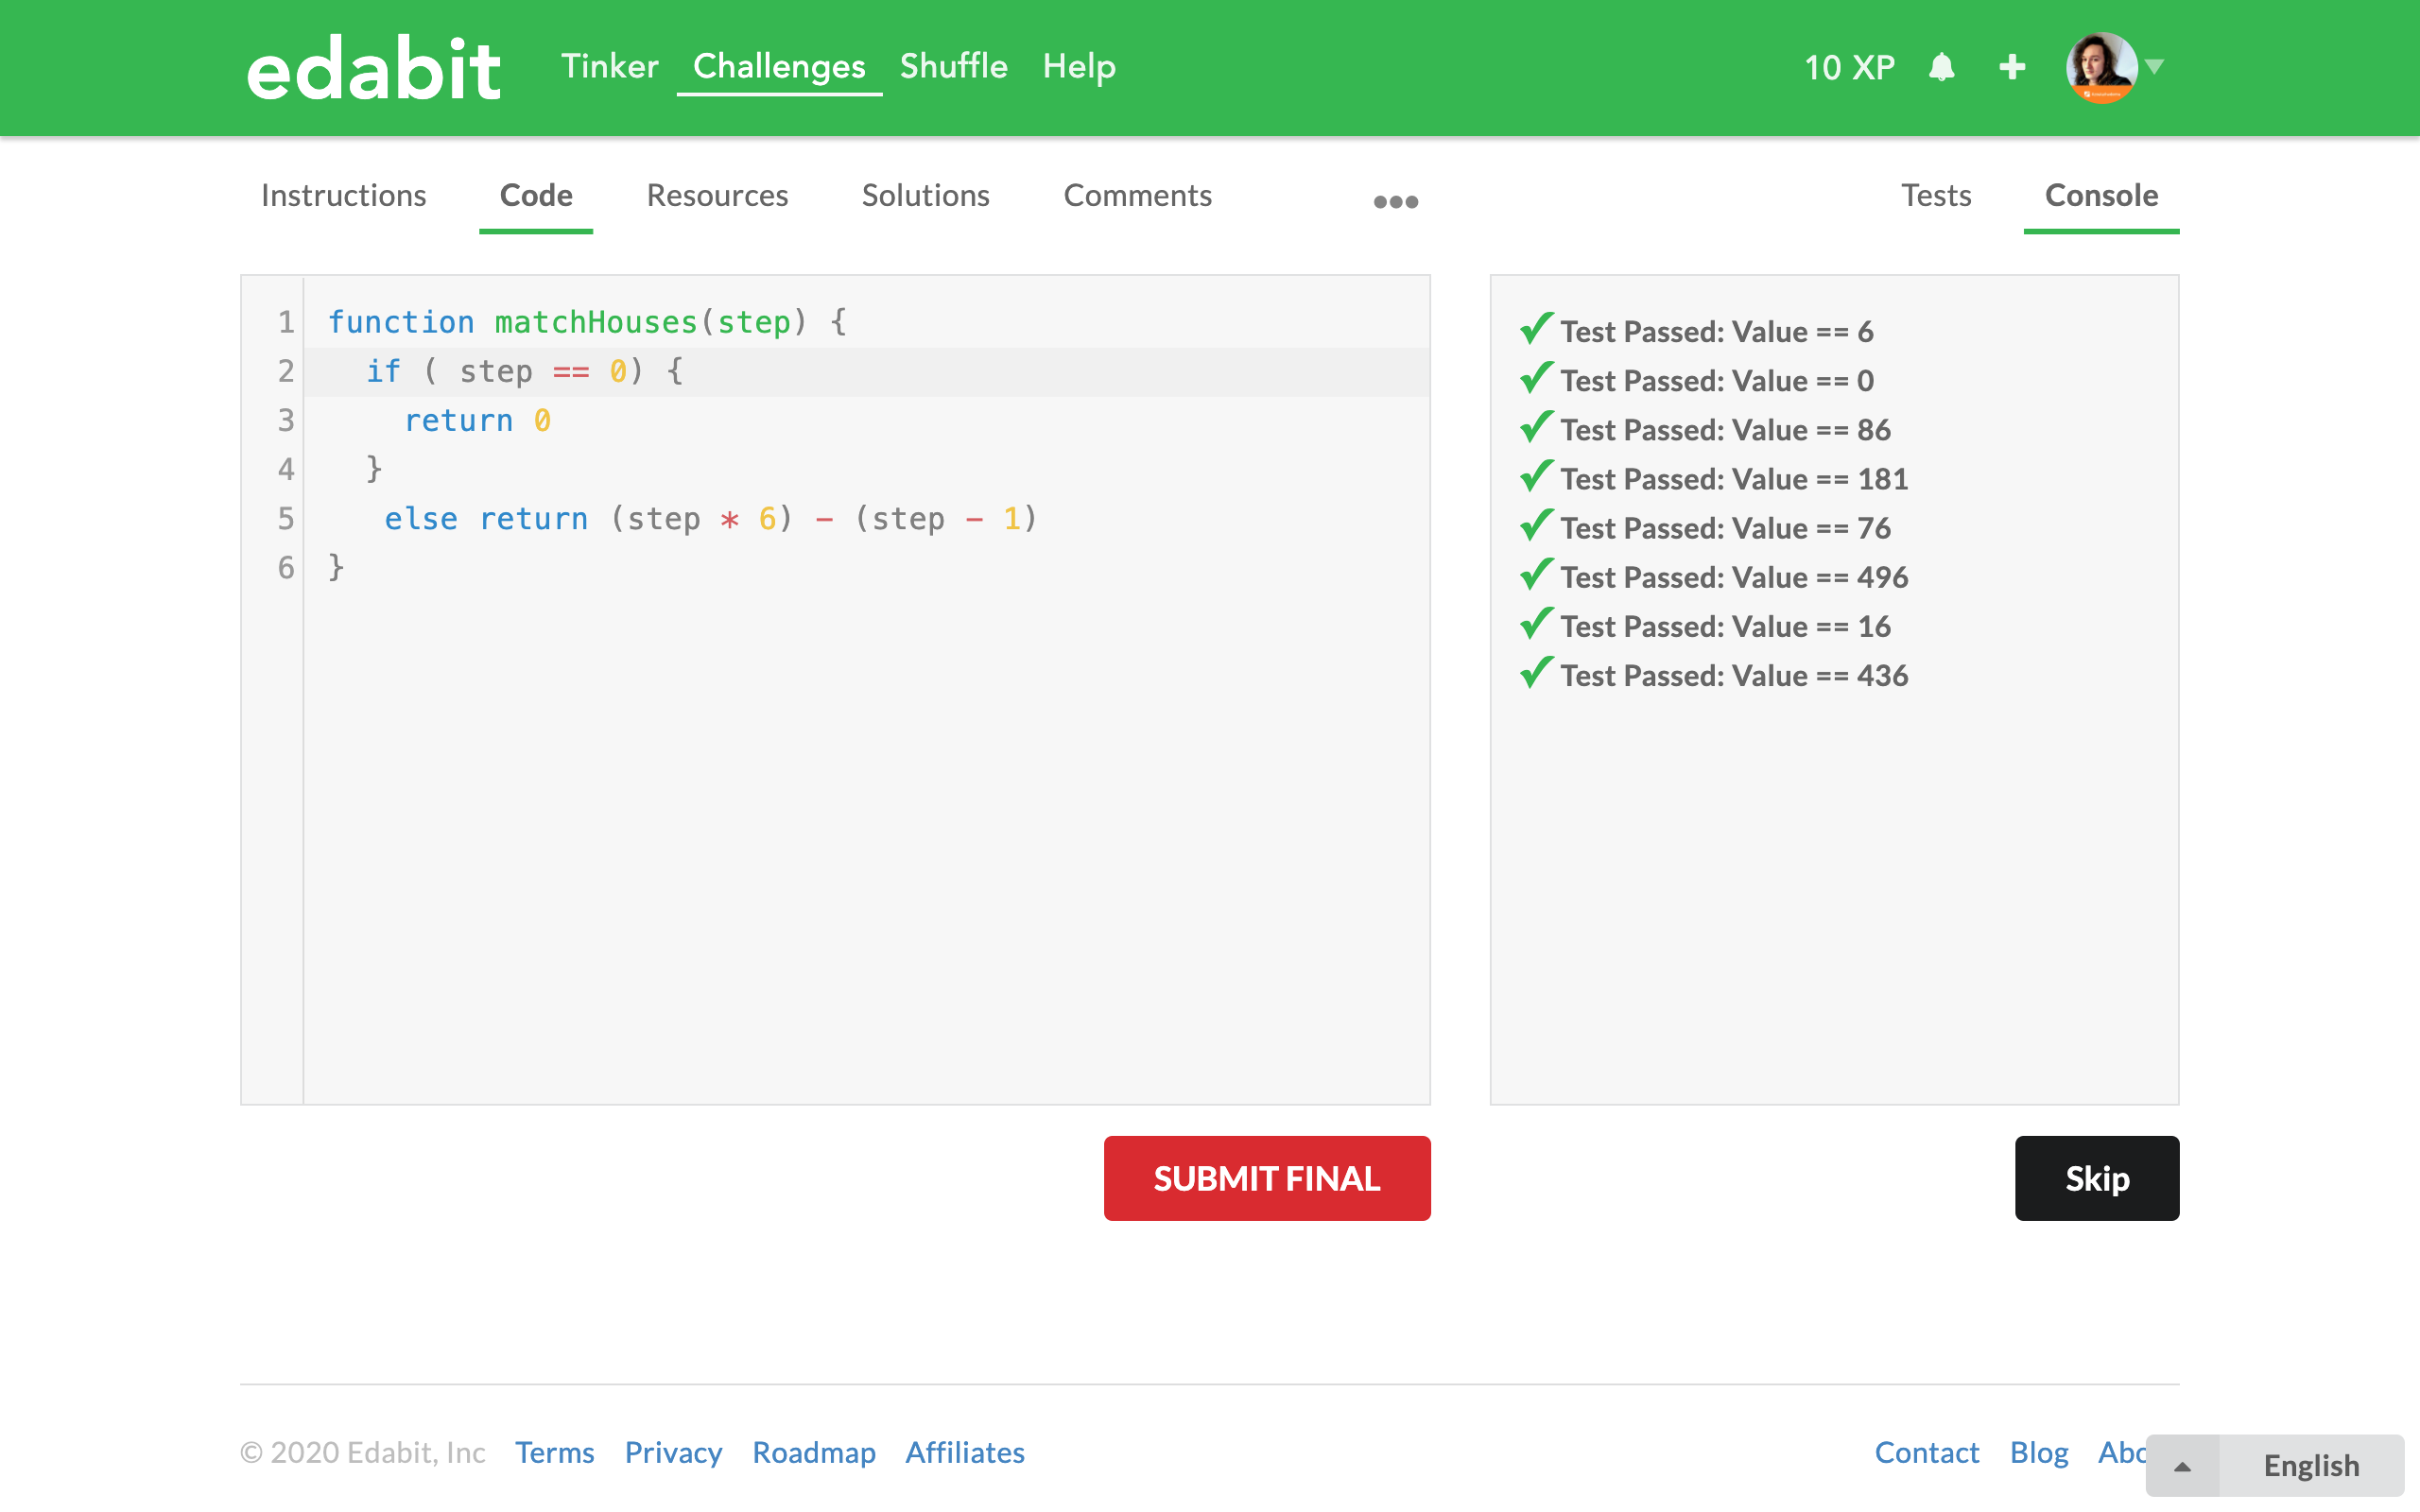 edabit Tinker Challenges Shuffle Help 10 XP
Instructions Code Resources Solutions Comments Tests Console
1 function matchHouses(step) {
2 if ( step == 0) {
3 return 0
4 }
5 else return (step * 6) - (step - 1)
6 }
Test Passed: Value == 6
Test Passed: Value == 0
Test Passed: Value == 86
Test Passed: Value == 181
Test Passed: Value == 76
Test Passed: Value == 496
Test Passed: Value == 16
Test Passed: Value == 436
SUBMIT FINAL Skip
© 2020 Edabit, Inc Terms Privacy Roadmap Affiliates Contact Blog Abo English